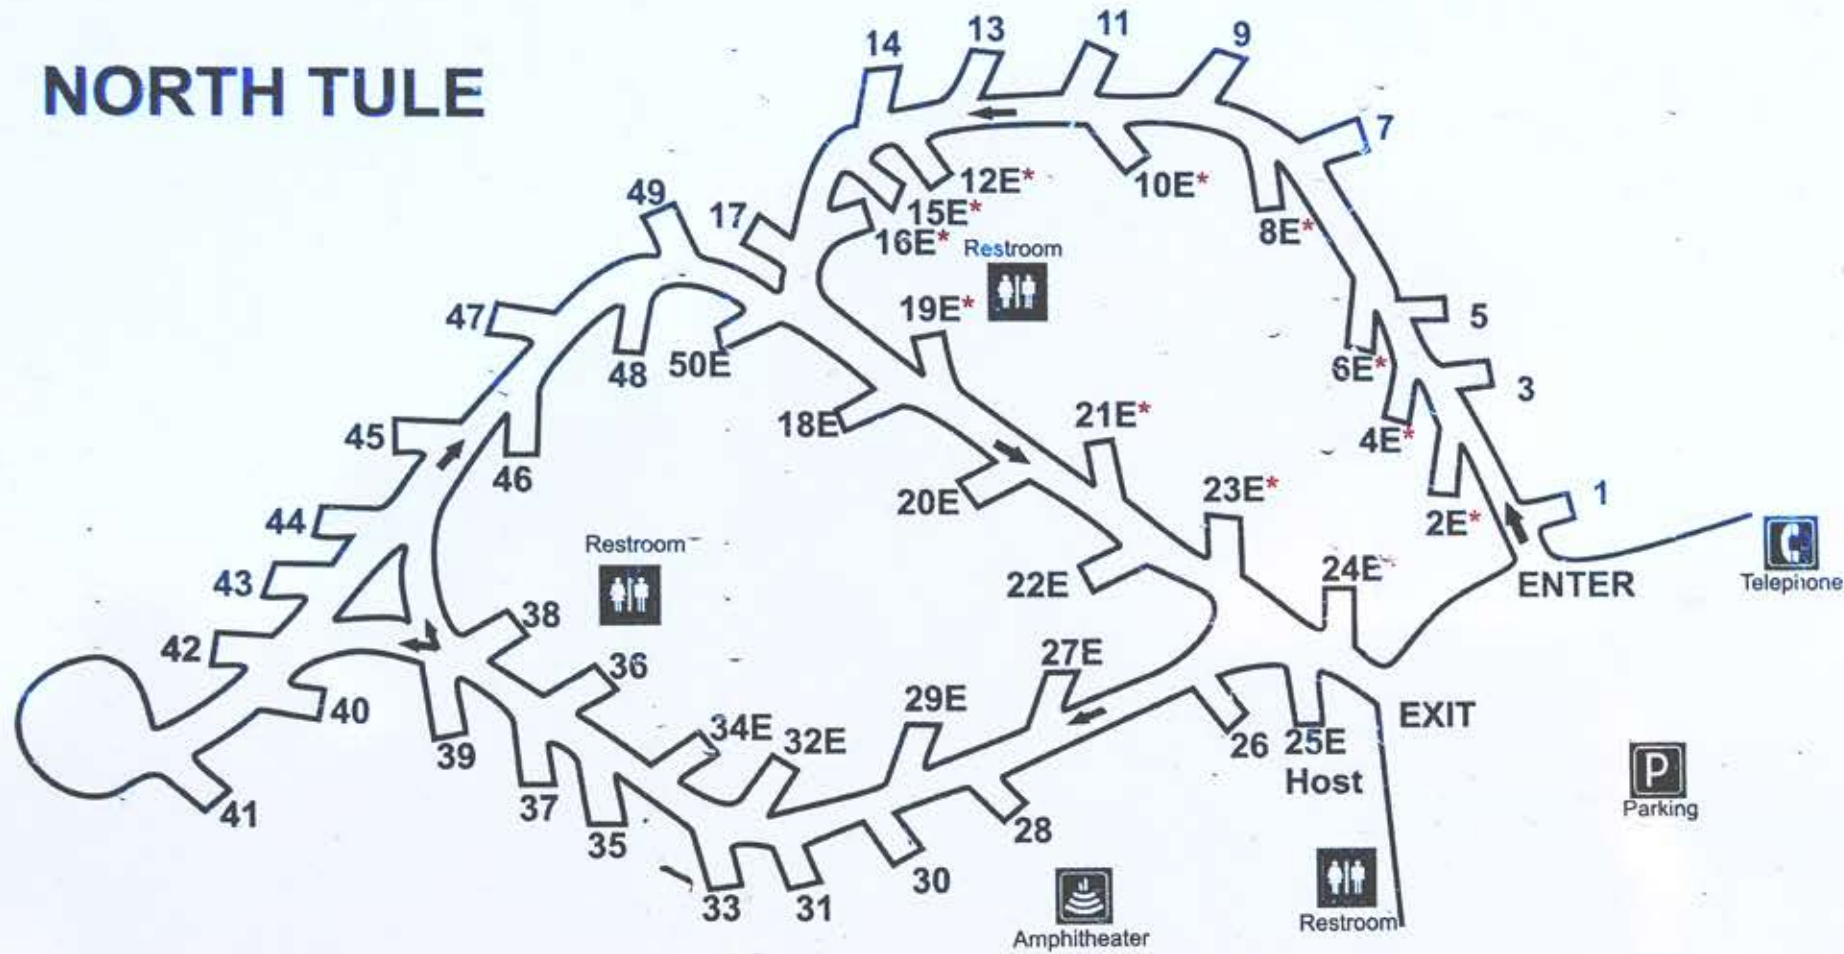 NORTH TULE
14
13
11
9
7
12E*
15E*
16E*
10E*
8E*
49
17
Restroom
19E*
47
48
50E
5
6E*
3
18E
21E*
4E*
45
46
20E
23E*
2E*
1
44
Restroom
22E
24E
ENTER
Telephone
43
38
42
36
27E
40
34E
32E
29E
EXIT
39
26
25E
Host
41
37
35
28
Parking
33
31
30
Amphitheater
Restroom